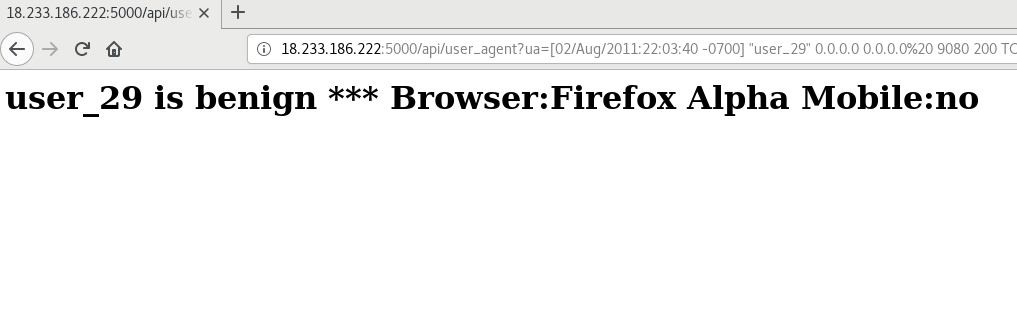 18.233.186.222:5000/api/use
18.233.186.222:5000/api/user_agent?ua=[02/Aug/2011:22:03:40 -0700] "user_29" 0.0.0.0 0.0.0.0%20 9080 200 TC
user_29 is benign *** Browser:Firefox Alpha Mobile:no